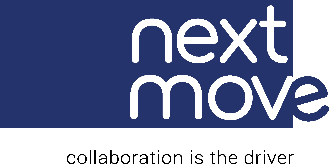 next
move
collaboration is the driver